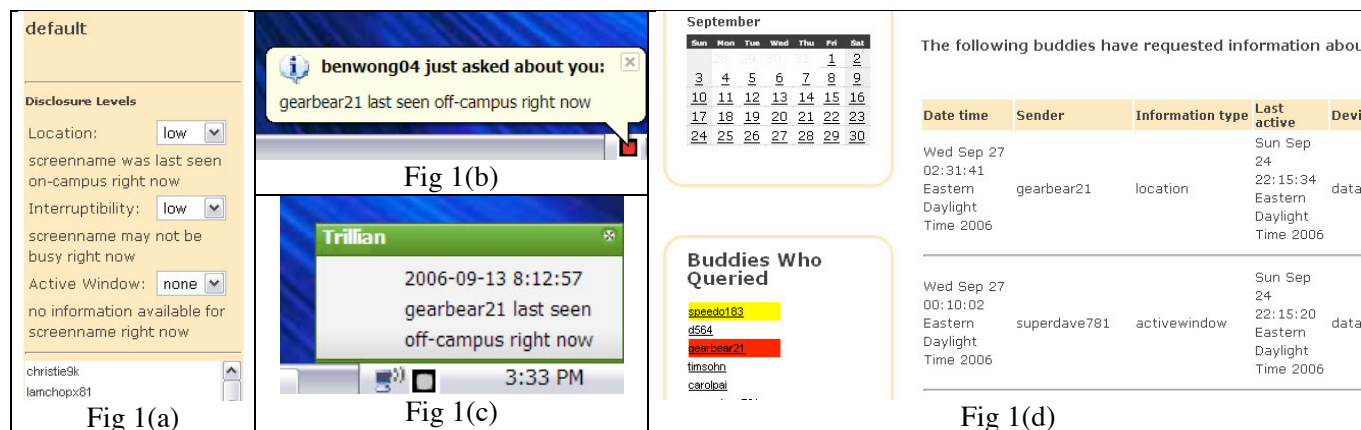 default
Disclosure Levels
Location: low
screenname was last seen
on-campus right now
Interruptibility: low
screenname may not be
busy right now
Active Window: none
no information available for
screenname right now
christie9k
lamchopx81
Fig 1(a)
benwong04 just asked about you:
gearbear21 last seen off-campus right now
Fig 1(b)
Trillian
2006-09-13 8:12:57
gearbear21 last seen
off-campus right now
3:33 PM
Fig 1(c)
September
Sun Mon Tue Wed Thu Fri Sat
28 29 30 31 1 2
3 4 5 6 7 8 9
10 11 12 13 14 15 16
17 18 19 20 21 22 23
24 25 26 27 28 29 30
Buddies Who
Queried
speedo183
d564
gearbear21
timsohn
carolpai
The following buddies have requested information abou
Date time Sender Information type Last active Devi
Wed Sep 27
02:31:41
Eastern
Daylight
Time 2006
gearbear21
location
Sun Sep
24
22:15:34
Eastern
Daylight
Time 2006
data
Wed Sep 27
00:10:02
Eastern
Daylight
Time 2006
superdave781
activewindow
Sun Sep
24
22:15:20
Eastern
Daylight
Time 2006
data
Fig 1(d)